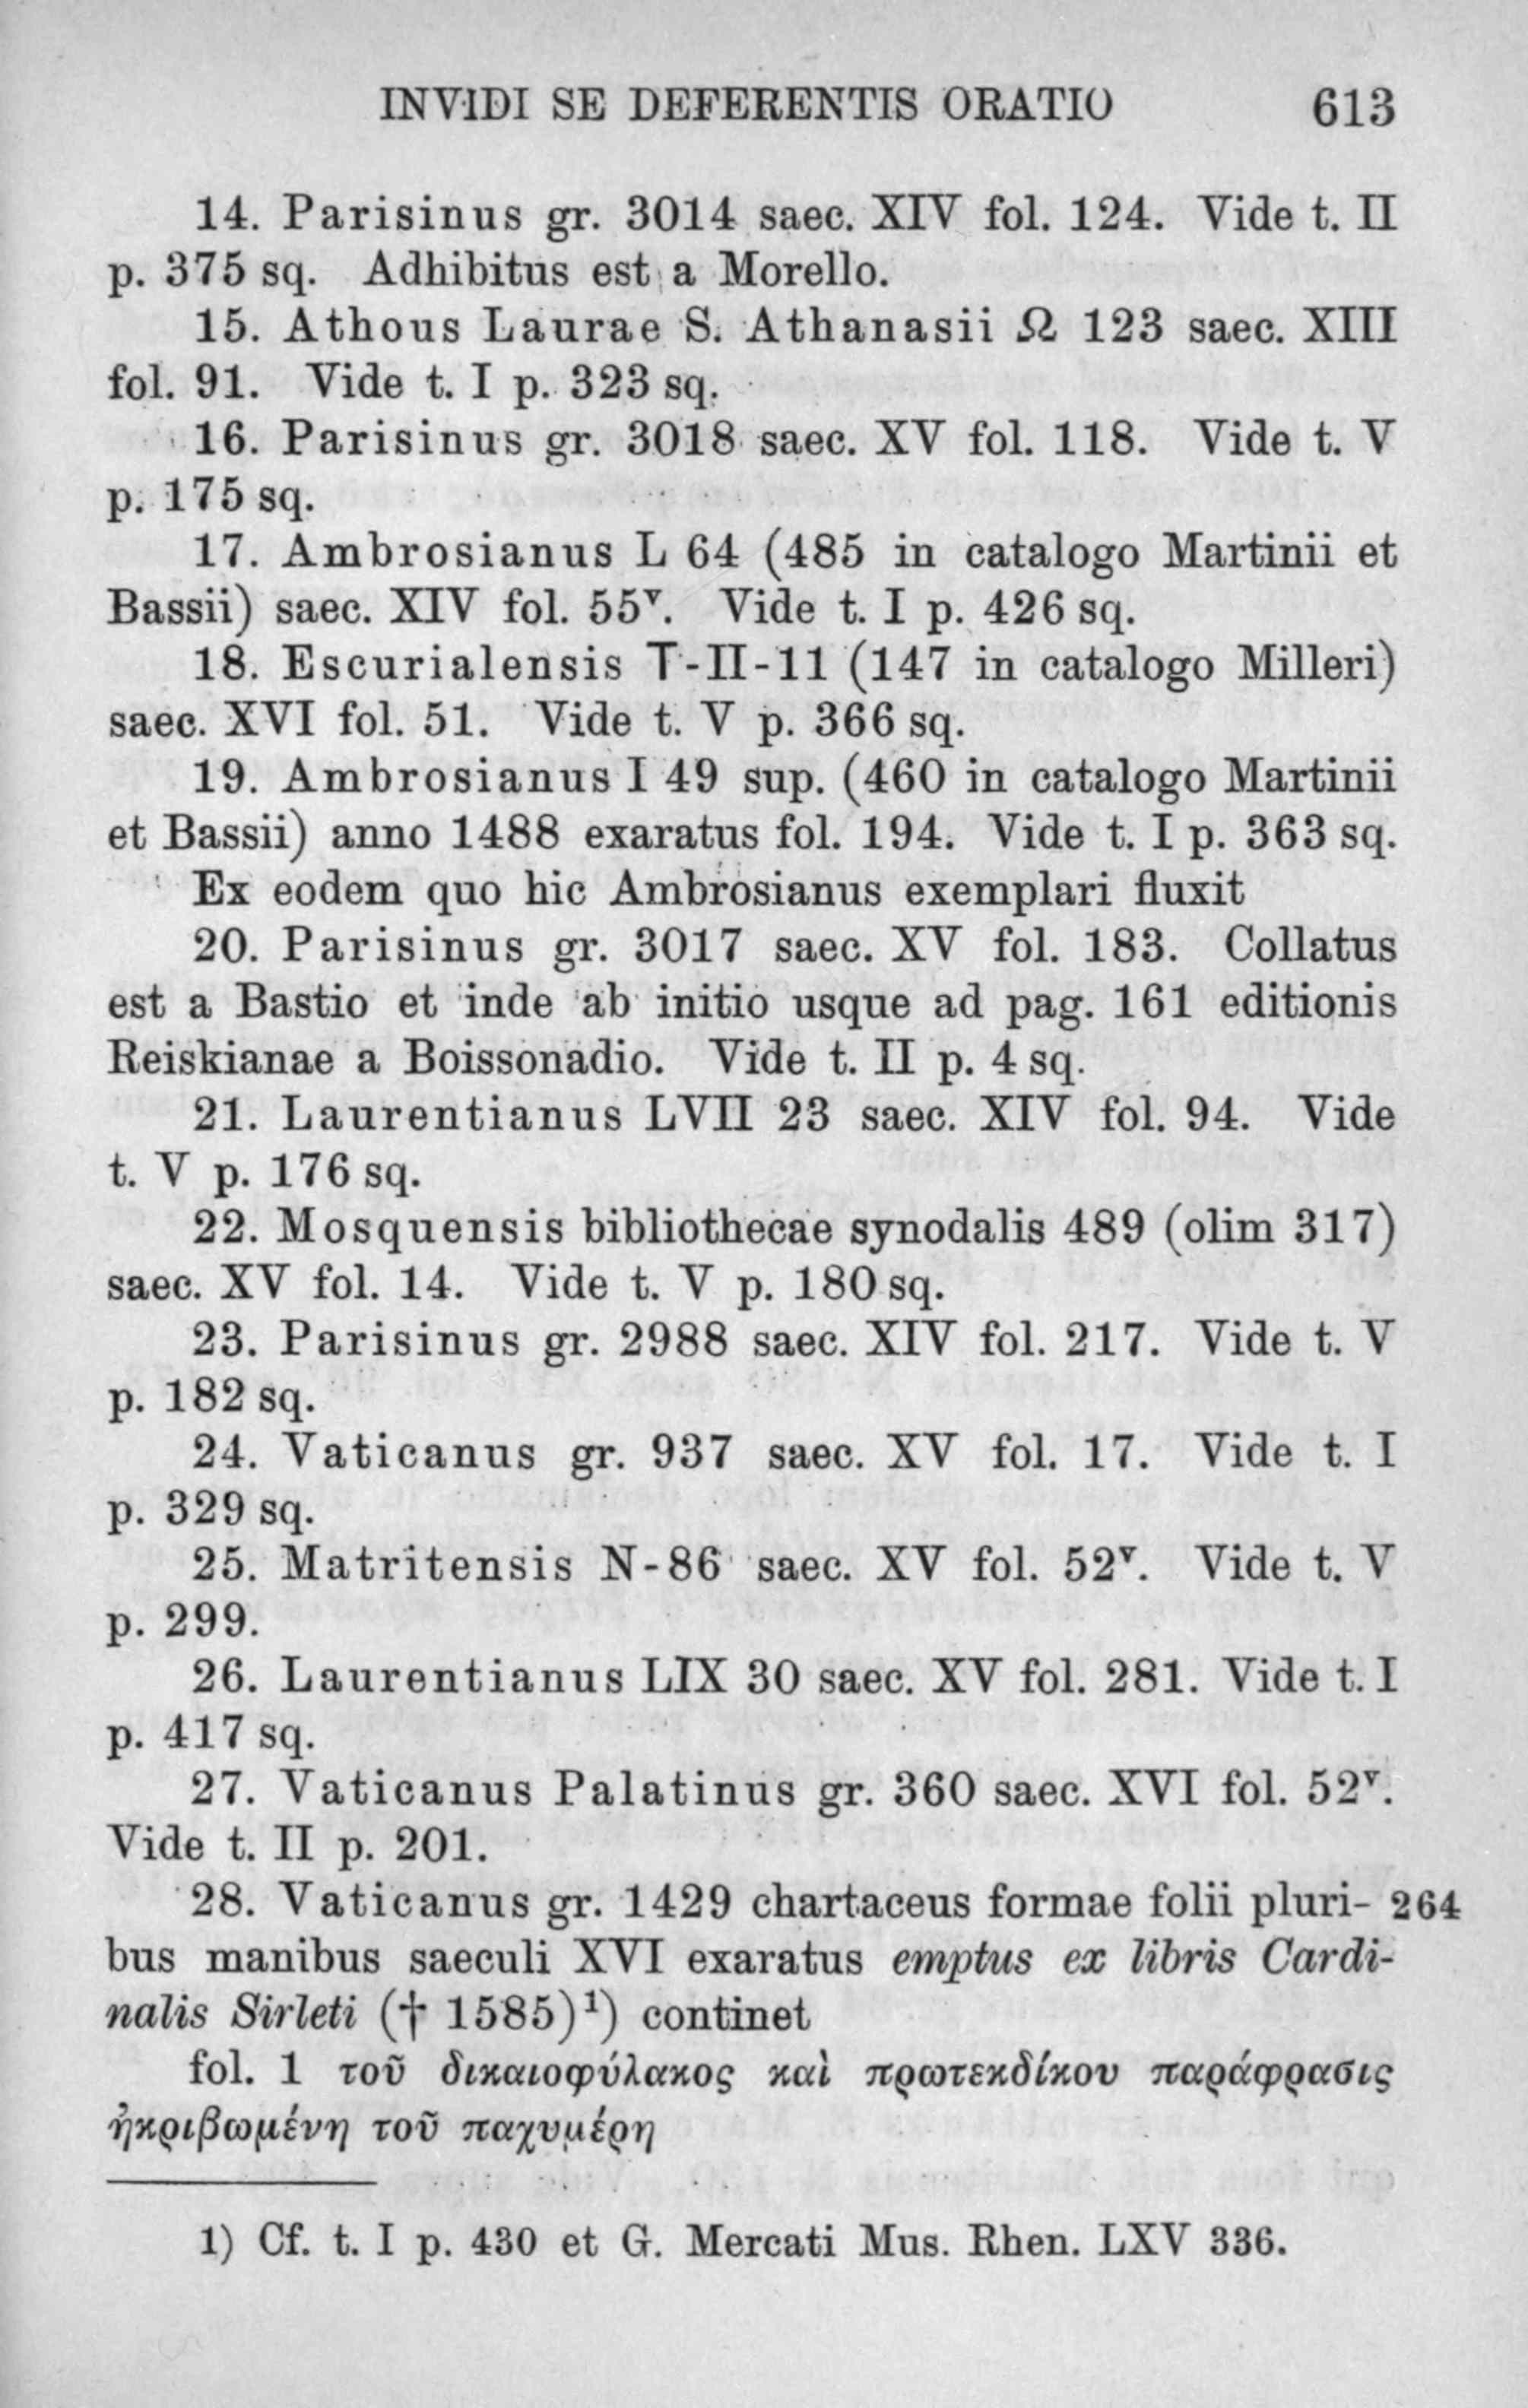 INVIDI SE DEFERENTIS ORATIO 613
14. Parisinus gr. 3014 saec. XIV fol. 124. Vide t. II
p. 375 sq. Adhibitus est a Morello.
15. Athous Laurae S. Athanasii Ω 123 saec. XIII
fol. 91. Vide t. I p. 323 sq.
16. Parisinus gr. 3018 saec. XV fol. 118. Vide t. V
p. 175 sq.
17. Ambrosianus L 64 (485 in catalogo Martinii et
Bassii) saec. XIV fol. 55ᵛ. Vide t. I p. 426 sq.
18. Escurialensis T-II-11 (147 in catalogo Milleri)
saec. XVI fol. 51. Vide t. V p. 366 sq.
19. Ambrosianus I 49 sup. (460 in catalogo Martinii
et Bassii) anno 1488 exaratus fol. 194. Vide t. I p. 363 sq.
Ex eodem quo hic Ambrosianus exemplari fluxit
20. Parisinus gr. 3017 saec. XV fol. 183. Collatus
est a Bastio et inde ab initio usque ad pag. 161 editionis
Reiskianae a Boissonadio. Vide t. II p. 4 sq.
21. Laurentianus LVII 23 saec. XIV fol. 94. Vide
t. V p. 176 sq.
22. Mosquensis bibliothecae synodalis 489 (olim 317)
saec. XV fol. 14. Vide t. V p. 180 sq.
23. Parisinus gr. 2988 saec. XIV fol. 217. Vide t. V
p. 182 sq.
24. Vaticanus gr. 937 saec. XV fol. 17. Vide t. I
p. 329 sq.
25. Matritensis N-86 saec. XV fol. 52ᵛ. Vide t. V
p. 299.
26. Laurentianus LIX 30 saec. XV fol. 281. Vide t. I
p. 417 sq.
27. Vaticanus Palatinus gr. 360 saec. XVI fol. 52ᵛ.
Vide t. II p. 201.
28. Vaticanus gr. 1429 chartaceus formae folii pluri- 264
bus manibus saeculi XVI exaratus emptus ex libris Cardi-
nalis Sirleti († 1585)¹) continet
fol. 1 τοῦ δικαιοφύλακος καὶ πρωτεκδίκου παράφρασις
ἠκριβωμένη τοῦ παχυμέρη
1) Cf. t. I p. 430 et G. Mercati Mus. Rhen. LXV 336.